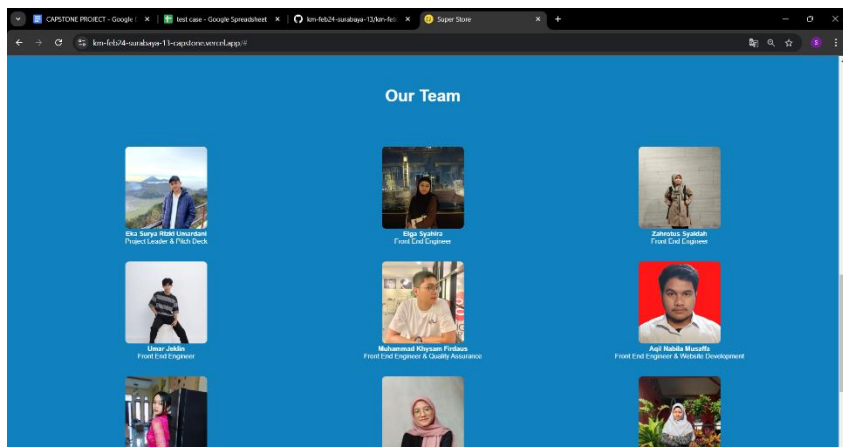 CAPSTONE PROJECT - Google
test case - Google Spreadsheet
km-feb24-surabaya-13/km-feb
Super Store
km-feb24-surabaya-13-capstone.vercel.app/#
Our Team
Eka Surya Rizki Umardani
Project Leader & Pitch Deck
Elga Syahira
Front End Engineer
Zahrotus Syaidah
Front End Engineer
Umar Jeklin
Front End Engineer
Muhammad Khysam Firdaus
Front End Engineer & Quality Assurance
Aqil Nabila Musaffa
Front End Engineer & Website Development